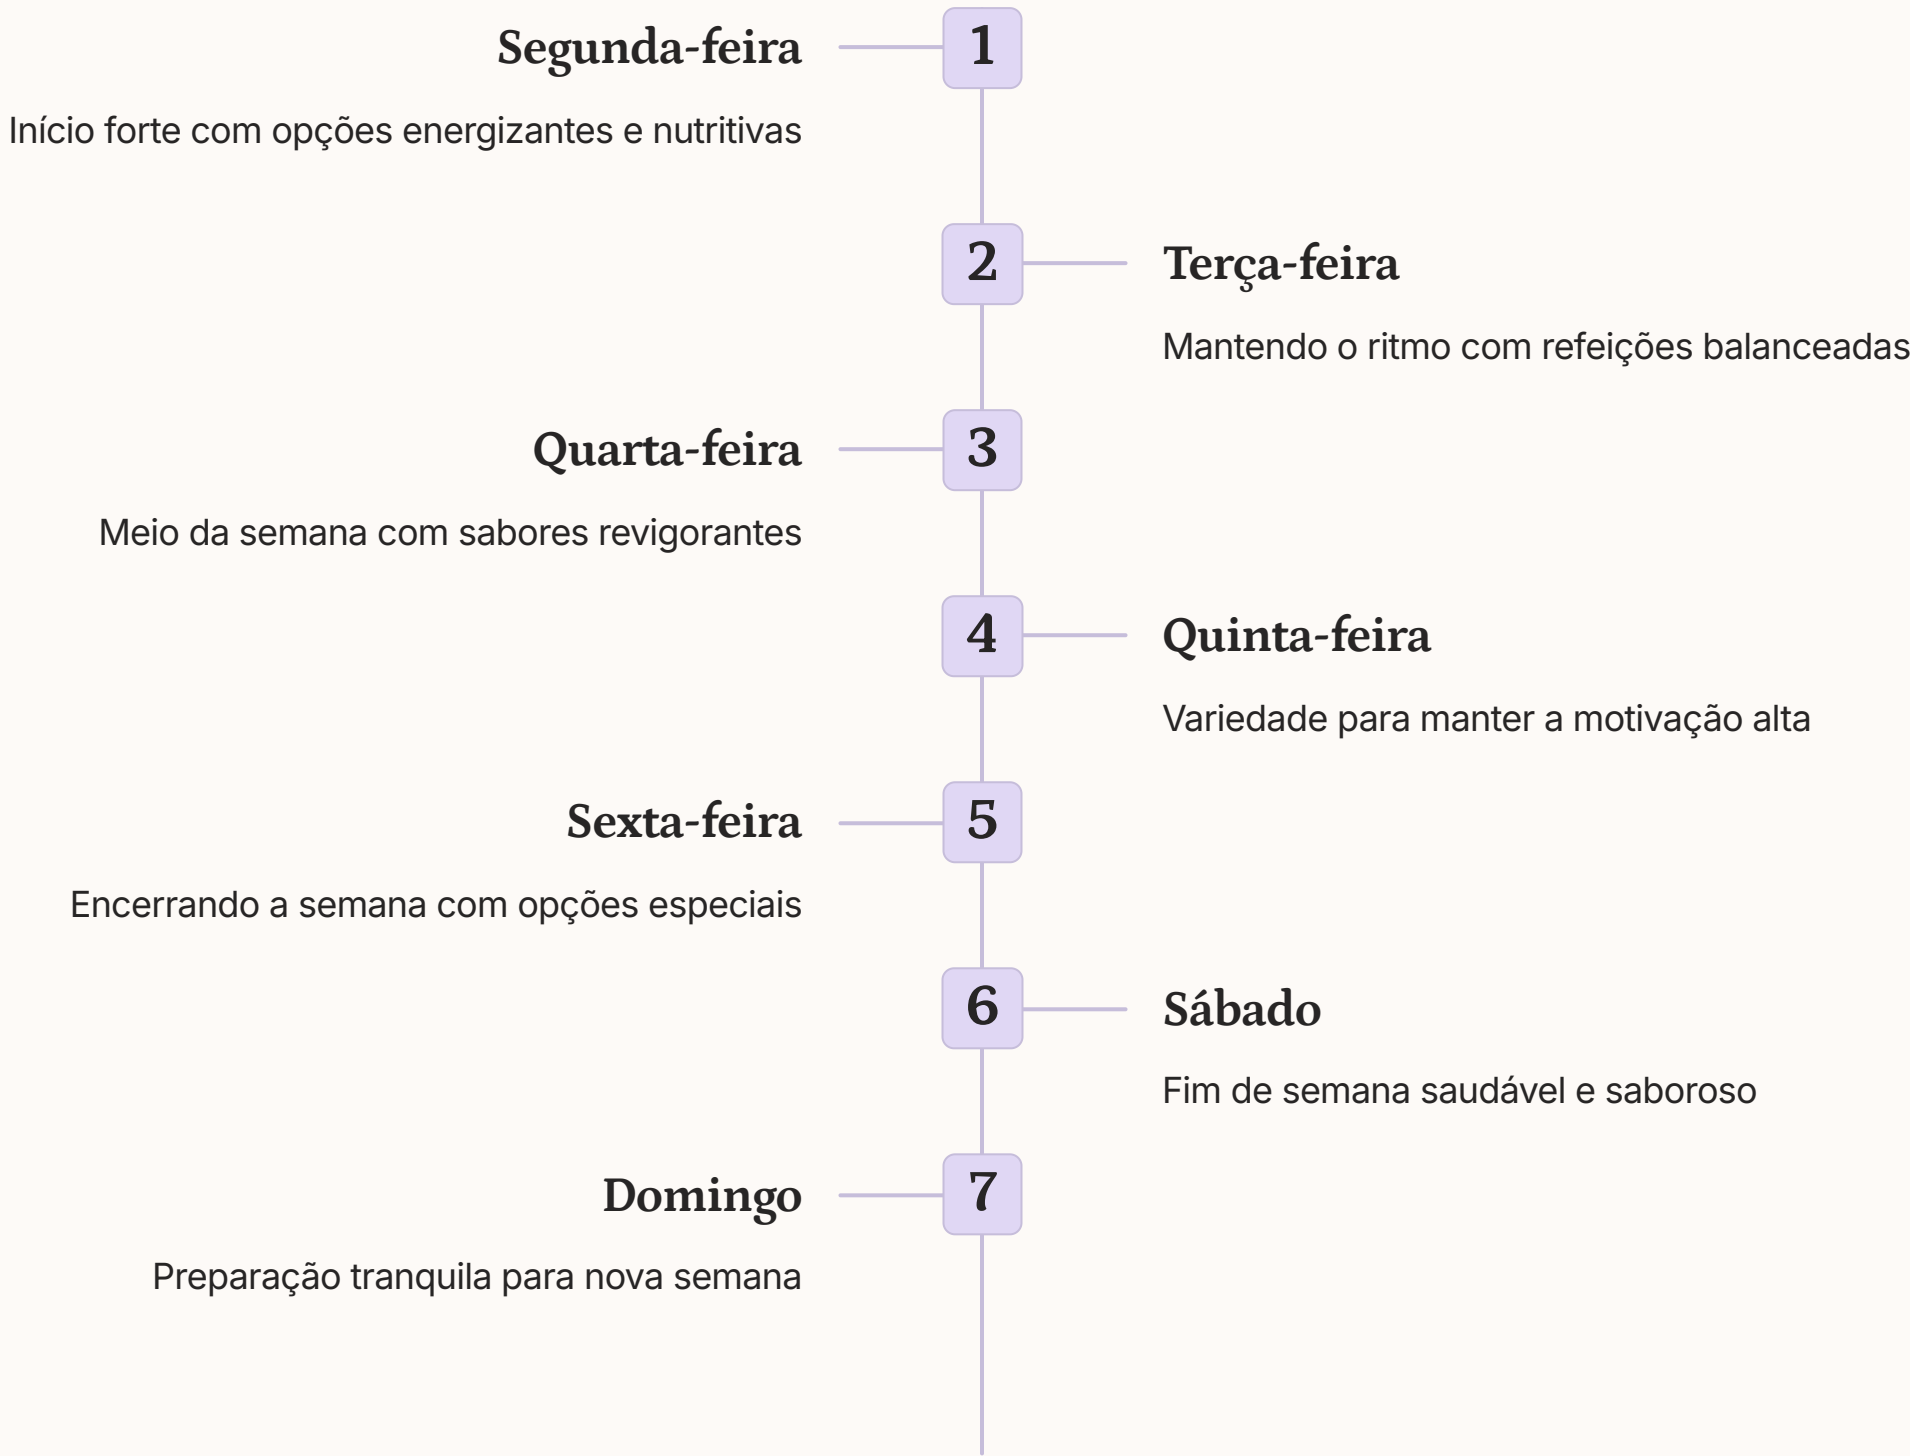 Segunda-feira
1
Início forte com opções energizantes e nutritivas
2
Terça-feira
Mantendo o ritmo com refeições balanceadas
Quarta-feira
3
Meio da semana com sabores revigorantes
4
Quinta-feira
Variedade para manter a motivação alta
Sexta-feira
5
Encerrando a semana com opções especiais
6
Sábado
Fim de semana saudável e saboroso
Domingo
7
Preparação tranquila para nova semana